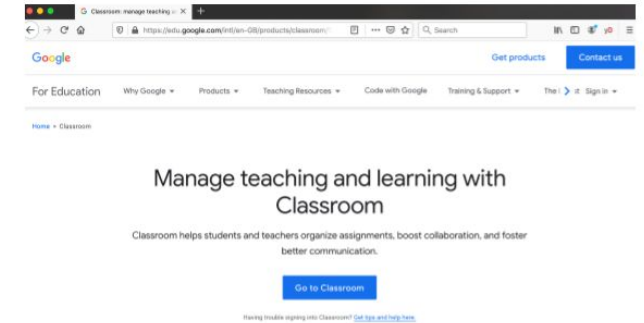 Classroom: manage teaching
https://edu.google.com/intl/en-GB/products/classroom/
Search
Google
Get products
Contact us
For Education
Why Google
Products
Teaching Resources
Code with Google
Training & Support
The
Sign in
Home
Classroom
Manage teaching and learning with
Classroom
Classroom helps students and teachers organize assignments, boost collaboration, and foster
better communication.
Go to Classroom
Having trouble signing into Classroom? Get tips and help here.